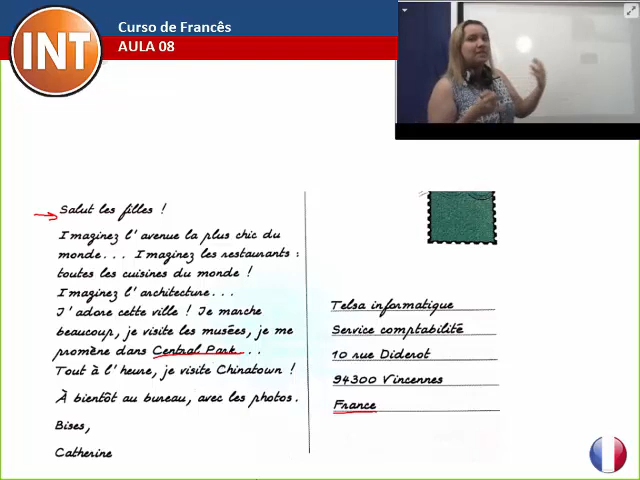 INT
Curso de Francês
AULA 08
Salut les filles !
Imaginez l'avenue la plus chic du
monde... Imaginez les restaurants :
toutes les cuisines du monde !
Imaginez l'architecture...
J'adore cette ville ! Je marche
beaucoup, je visite les musées, je me
promène dans Central Park...
Tout à l'heure, je visite Chinatown !
À bientôt au bureau, avec les photos.
Bises,
Catherine
Telsa informatique
Service comptabilité
10 rue Diderot
94300 Vincennes
France